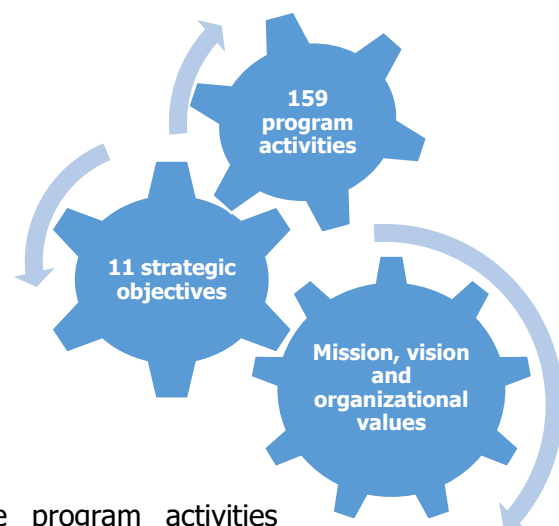 159
program
activities
11 strategic
objectives
Mission, vision
and
organizational
values
program activities